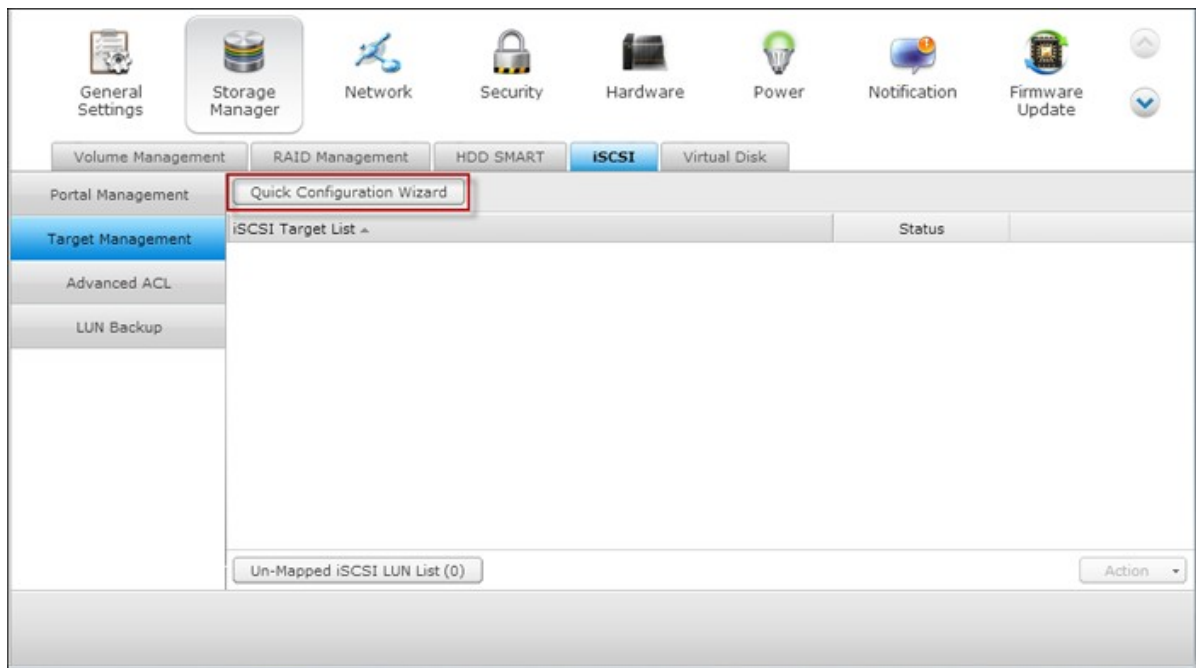 General Settings
Storage Manager
Network
Security
Hardware
Power
Notification
Firmware Update
Volume Management
RAID Management
HDD SMART
iSCSI
Virtual Disk
Portal Management
Quick Configuration Wizard
Target Management
iSCSI Target List
Status
Advanced ACL
LUN Backup
Un-Mapped iSCSI LUN List (0)
Action